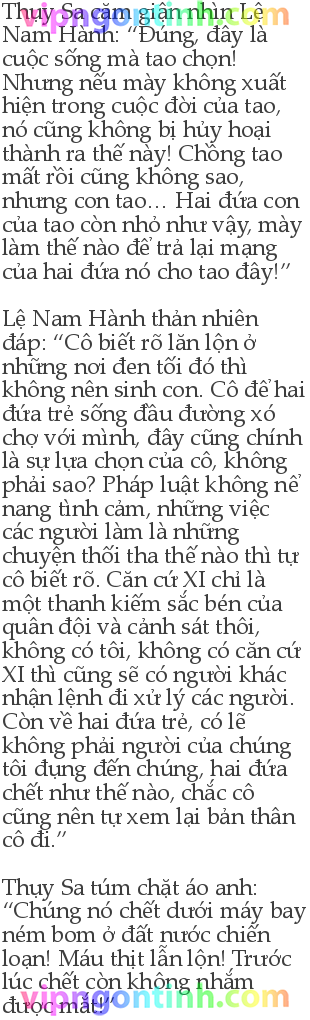 Thụy Sa căm giận nhìn Lệ
Nam Hành: “Đúng, đây là
cuộc sống mà tao chọn!
Nhưng nếu mày không xuất
hiện trong cuộc đời của tao,
nó cũng không bị hủy hoại
thành ra thế này! Chồng tao
mất rồi cũng không sao,
nhưng con tao… Hai đứa con
của tao còn nhỏ như vậy, mày
làm thế nào để trả lại mạng
của hai đứa nó cho tao đây!”
Lệ Nam Hành thản nhiên
đáp: “Cô biết rõ lăn lộn ở
những nơi đen tối đó thì
không nên sinh con. Cô để hai
đứa trẻ sống đầu đường xó
chợ với mình, đây cũng chính
là sự lựa chọn của cô, không
phải sao? Pháp luật không nể
nang tình cảm, những việc
các người làm là những
chuyện thối tha thế nào thì tự
cô biết rõ. Căn cứ XI chỉ là
một thanh kiếm sắc bén của
quân đội và cảnh sát thôi,
không có tôi, không có căn cứ
XI thì cũng sẽ có người khác
nhận lệnh đi xử lý các người.
Còn về hai đứa trẻ, có lẽ
không phải người của chúng
tôi đụng đến chúng, hai đứa
chết như thế nào, chắc cô
cũng nên tự xem lại bản thân
cô đi.”
Thụy Sa túm chặt áo anh:
“Chúng nó chết dưới máy bay
ném bom ở đất nước chiến
loạn! Máu thịt lẫn lộn! Trước
lúc chết còn không nhắm
được mắt!”
vipngontinh.com
vipngontinh.com